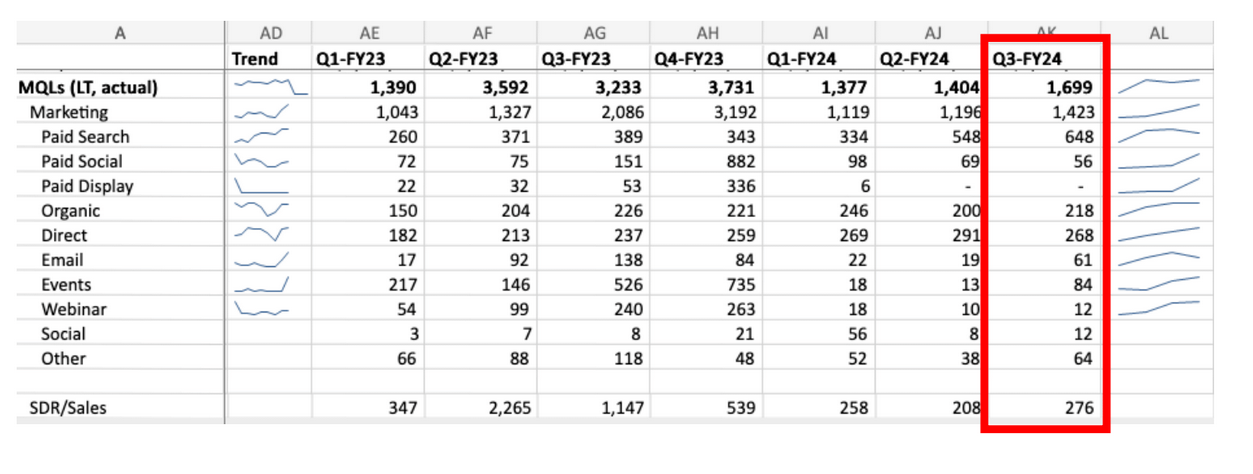 A AD AE AF AG AH AI AJ AK AL
Trend Q1-FY23 Q2-FY23 Q3-FY23 Q4-FY23 Q1-FY24 Q2-FY24 Q3-FY24
MQLs (LT, actual) 1,390 3,592 3,233 3,731 1,377 1,404 1,699
Marketing 1,043 1,327 2,086 3,192 1,119 1,196 1,423
Paid Search 260 371 389 343 334 548 648
Paid Social 72 75 151 882 98 69 56
Paid Display 22 32 53 336 6 - -
Organic 150 204 226 221 246 200 218
Direct 182 213 237 259 269 291 268
Email 17 92 138 84 22 19 61
Events 217 146 526 735 18 13 84
Webinar 54 99 240 263 18 10 12
Social 3 7 8 21 56 8 12
Other 66 88 118 48 52 38 64
SDR/Sales 347 2,265 1,147 539 258 208 276